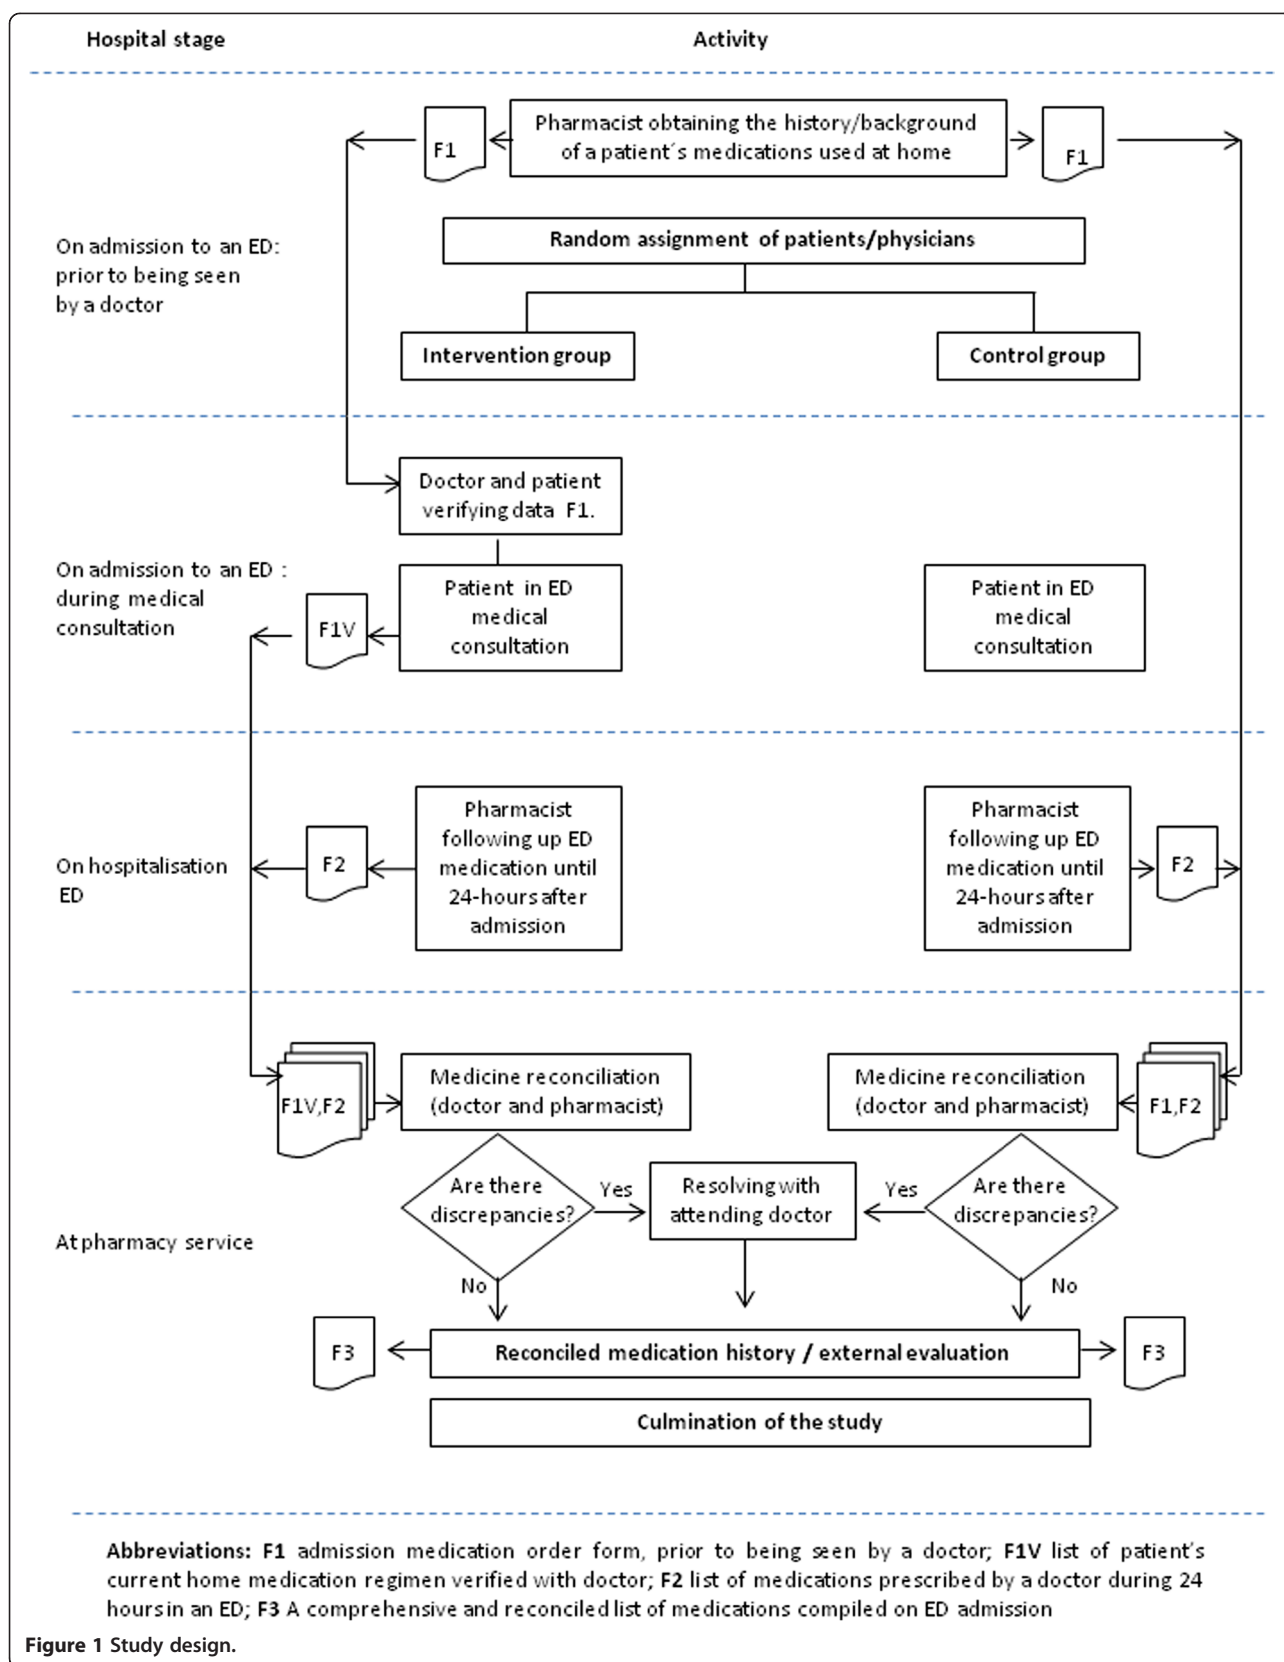 Hospital stage
Activity
F1
Pharmacist obtaining the history/background
of a patient´s medications used at home
F1
On admission to an ED:
prior to being seen
by a doctor
Random assignment of patients/physicians
Intervention group
Control group
Doctor and patient
verifying data F1.
On admission to an ED :
during medical
consultation
F1V
Patient in ED
medical
consultation
Patient in ED
medical
consultation
On hospitalisation
ED
F2
Pharmacist
following up ED
medication until
24-hours after
admission
Pharmacist
following up ED
medication until
24-hours after
admission
F2
At pharmacy service
F1V,F2
Medicine reconciliation
(doctor and pharmacist)
Medicine reconciliation
(doctor and pharmacist)
F1,F2
Are there
discrepancies?
Yes
Resolving with
attending doctor
Yes
Are there
discrepancies?
No
No
F3
Reconciled medication history / external evaluation
F3
Culmination of the study
Abbreviations: F1 admission medication order form, prior to being seen by a doctor; F1V list of patient´s
current home medication regimen verified with doctor; F2 list of medications prescribed by a doctor during 24
hours in an ED; F3 A comprehensive and reconciled list of medications compiled on ED admission
Figure 1 Study design.